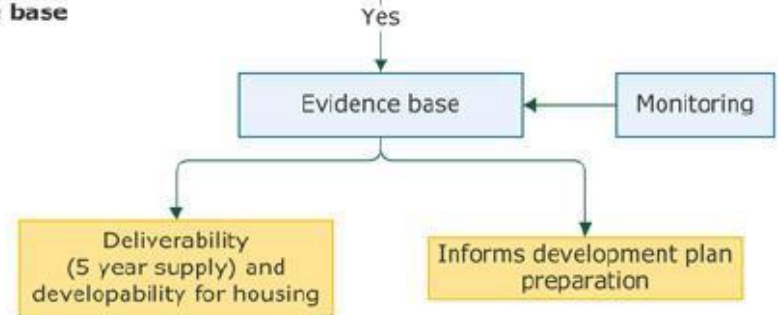 base
Yes
Evidence base
Monitoring
Deliverability
(5 year supply) and
developability for housing
Informs development plan
preparation